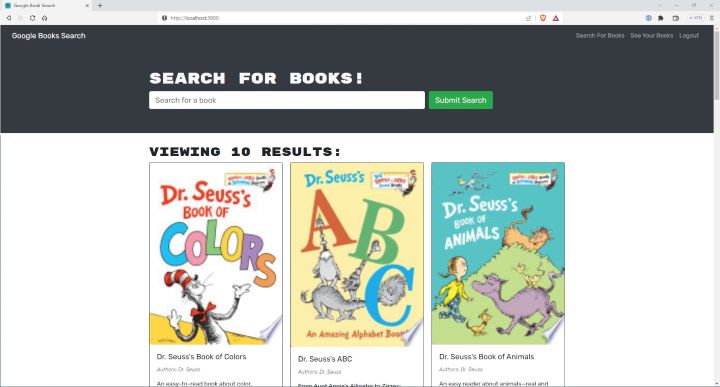 Google Book Search
http://localhost:3000
VPN
Google Books Search
Search For Books
See Your Books
Logout
SEARCH FOR BOOKS!
Search for a book
Submit Search
VIEWING 10 RESULTS:
Dr. Seuss's
BOOK OF
COLORS
Dr. Seuss's
ABC
An Amazing Alphabet Book!
Dr. Seuss's
BOOK OF
ANIMALS
Dr. Seuss's Book of Colors
Authors: Dr. Seuss
An easy-to-read book about color,
Dr. Seuss's ABC
Authors: Dr. Seuss
From Aunt Annie's Alligator to Zizzer-
Dr. Seuss's Book of Animals
Authors: Dr. Seuss
An easy reader about animals—real and